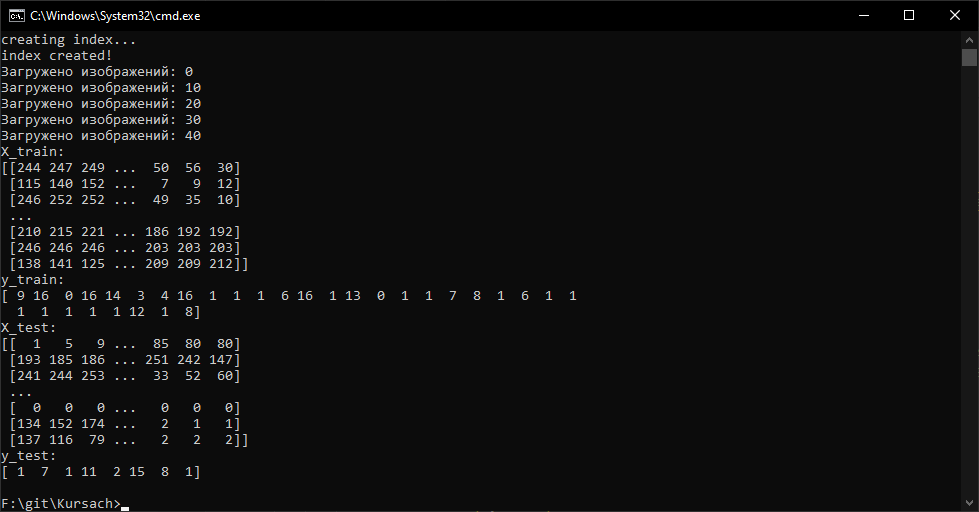 C:\Windows\System32\cmd.exe
creating index...
index created!
Загружено изображений: 0
Загружено изображений: 10
Загружено изображений: 20
Загружено изображений: 30
Загружено изображений: 40
X_train:
[[244 247 249 ...  50  56  30]
 [115 140 152 ...   7   9  12]
 [246 252 252 ...  49  35  10]
 ...
 [210 215 221 ... 186 192 192]
 [246 246 246 ... 203 203 203]
 [138 141 125 ... 209 209 212]]
y_train:
[ 9 16  0 16 14  3  4 16  1  1  1  6 16  1 13  0  1  1  7  8  1  6  1  1
  1  1  1  1  1 12  1  8]
X_test:
[[  1   5   9 ...  85  80  80]
 [193 185 186 ... 251 242 147]
 [241 244 253 ...  33  52  60]
 ...
 [  0   0   0 ...   0   0   0]
 [134 152 174 ...   2   1   1]
 [137 116  79 ...   2   2   2]]
y_test:
[ 1  7  1 11  2 15  8  1]
F:\git\Kursach>